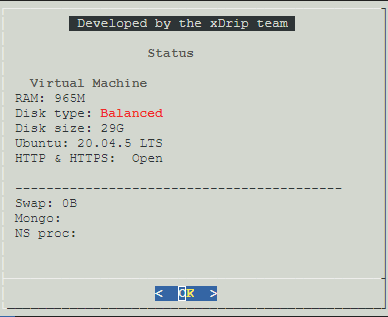 Developed by the xDrip team
Status
Virtual Machine
RAM: 965M
Disk type: Balanced
Disk size: 29G
Ubuntu: 20.04.5 LTS
HTTP & HTTPS:  Open
------------------------------------------
Swap: 0B
Mongo:
NS proc:
<  OK  >